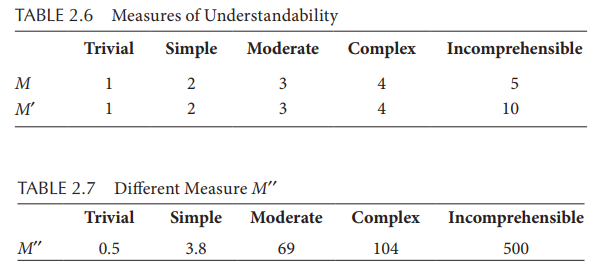 TABLE 2.6 Measures of Understandability
Trivial Simple Moderate Complex Incomprehensible
M 1 2 3 4 5
M′ 1 2 3 4 10
TABLE 2.7 Different Measure M″
Trivial Simple Moderate Complex Incomprehensible
M″ 0.5 3.8 69 104 500